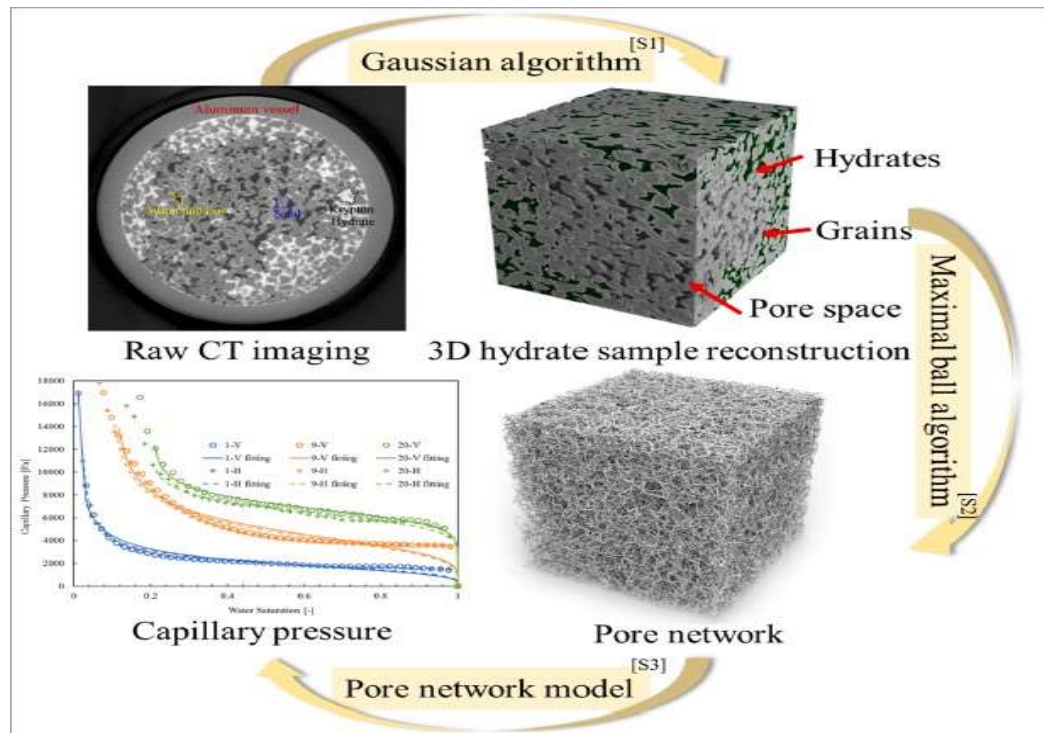 Gaussian algorithm[S1]
Aluminum vessel
Sand
Krypton
Hydrate
Hydrates
Grains
Pore space
Raw CT imaging
3D hydrate sample reconstruction
Maximal ball algorithm[S2]
18000
16000
14000
12000
10000
8000
6000
4000
2000
0
Capillary Pressure [Pa]
1-V
9-V
20-V
1-V fitting
9-V fitting
20-V fitting
1-H
9-H
20-H
1-H fitting
9-H fitting
20-H fitting
0
0.2
0.4
0.6
0.8
1
Water Saturation [-]
Capillary pressure
Pore network
Pore network model[S3]